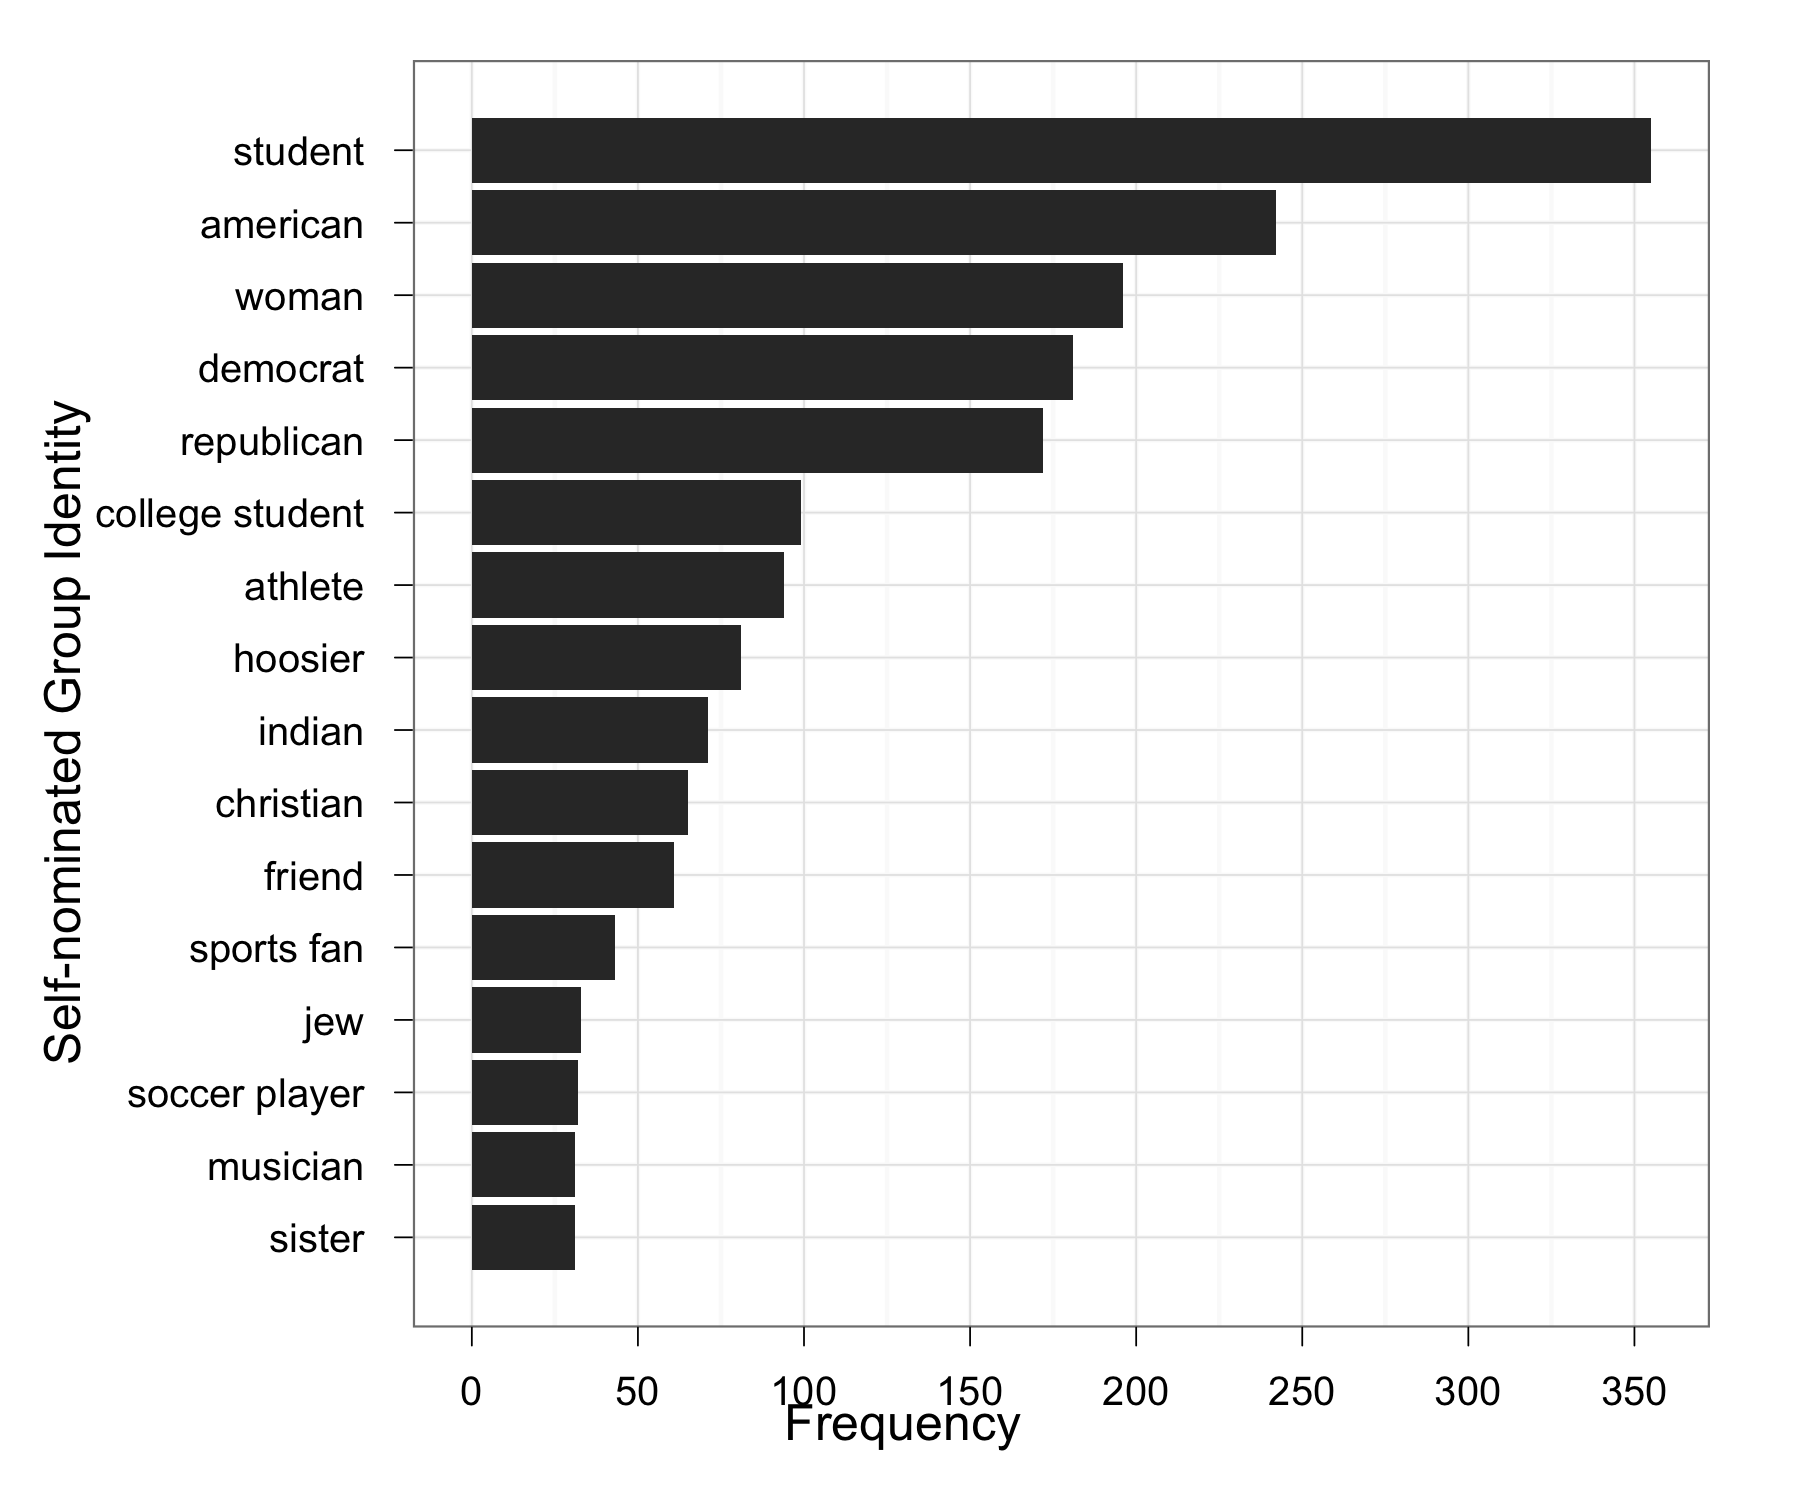 Self-nominated Group Identity
student
american
woman
democrat
republican
college student
athlete
hoosier
indian
christian
friend
sports fan
jew
soccer player
musician
sister
0 50 100 150 200 250 300 350
Frequency